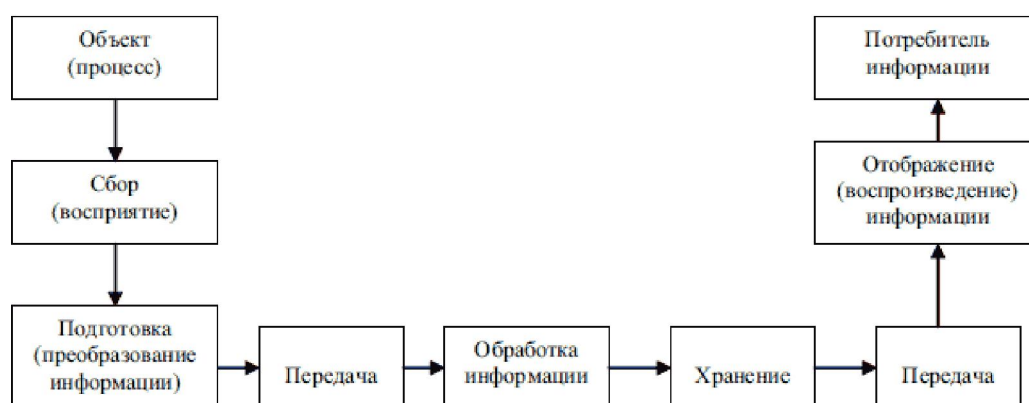 Объект
(процесс)
Сбор
(восприятие)
Подготовка
(преобразование
информации)
Передача
Обработка
информации
Хранение
Передача
Отображение
(воспроизведение)
информации
Потребитель
информации